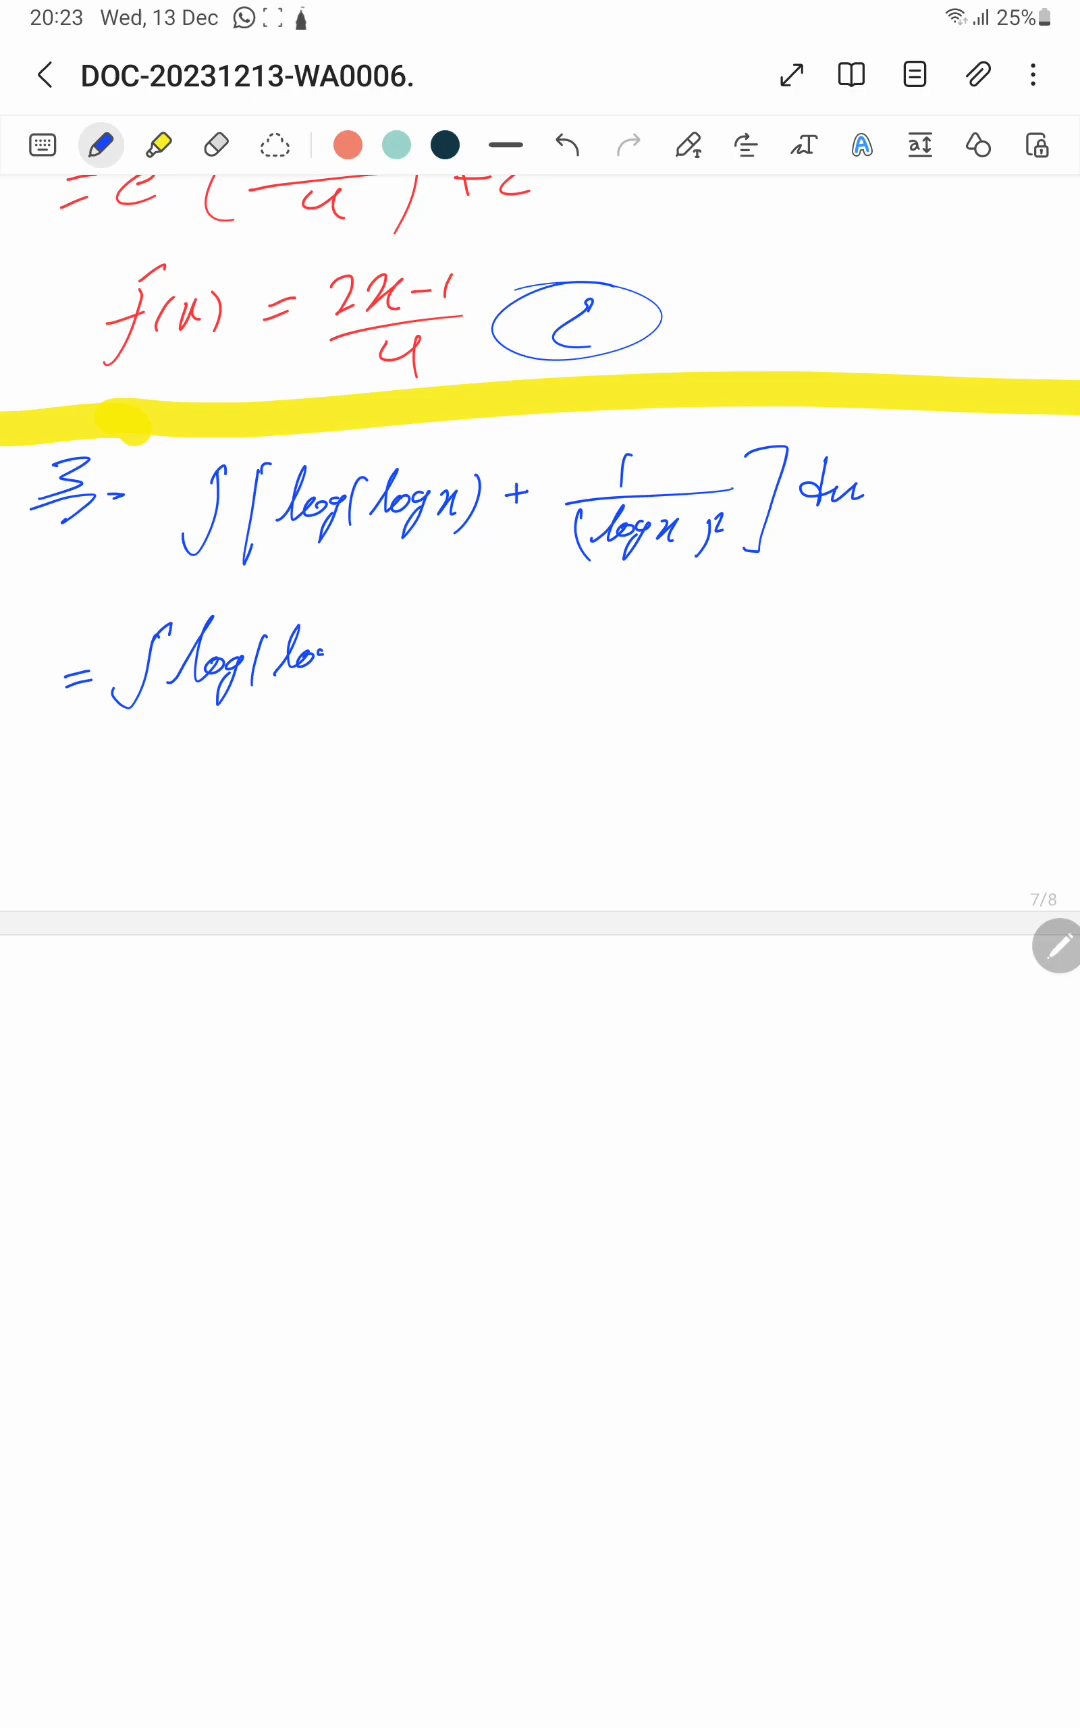 20:23 Wed, 13 Dec 25%
DOC-20231213-WA0006.
f(x) = 2x-1/4 2
3- ∫[log(log x) + 1/(log x)²] dx
= ∫ log( lo
7/8